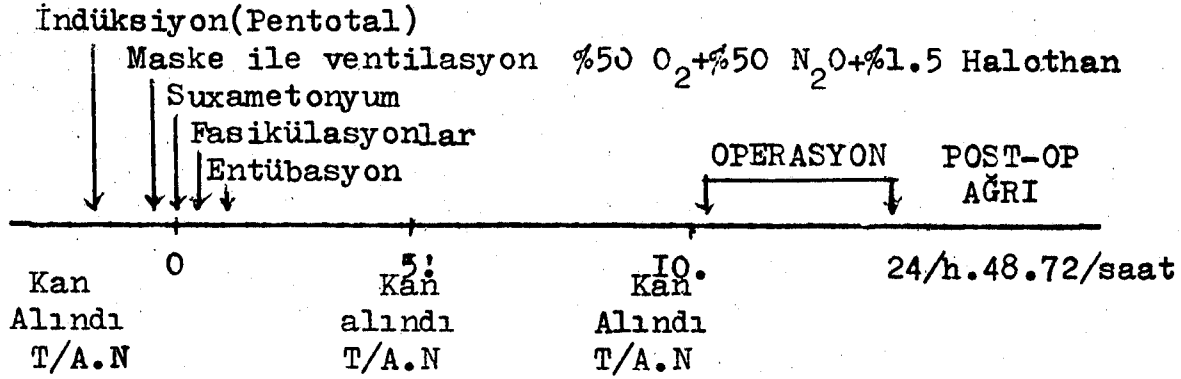 İndüksiyon(Pentotal)
Maske ile ventilasyon %50 O₂+%50 N₂O+%1.5 Halothan
Suxametonyum
Fasikülasyonlar
Entübasyon
OPERASYON POST-OP
AĞRI
0 5! IO. 24/h.48.72/saat
Kan Kan Kan
Alındı alındı Alındı
T/A.N T/A.N T/A.N